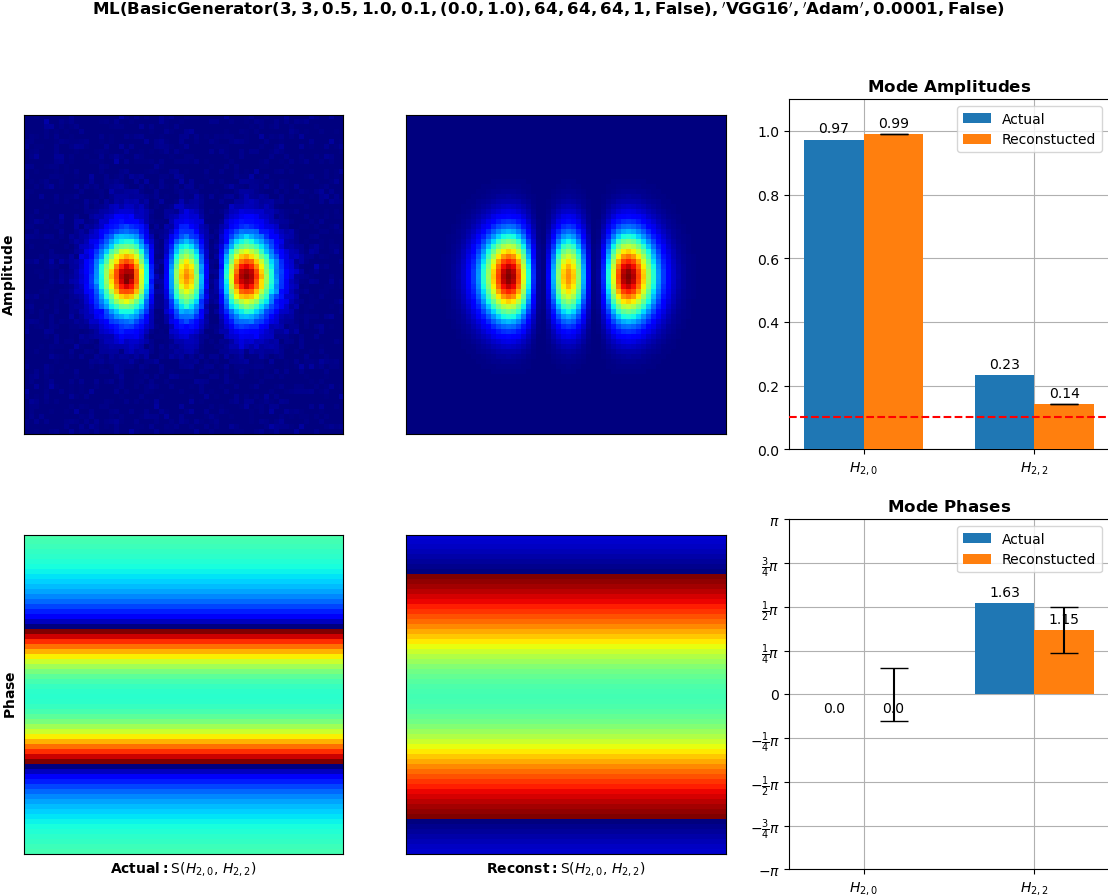 ML(BasicGenerator(3, 3, 0.5, 1.0, 0.1, (0.0, 1.0), 64, 64, 64, 1, False), ′VGG16′, ′Adam′, 0.0001, False)
Amplitude
Mode Amplitudes
Actual
Reconstucted
0.97
0.99
0.23
0.14
1.0
0.8
0.6
0.4
0.2
0.0
H2,0
H2,2
Phase
Actual: S(H2,0, H2,2)
Reconst: S(H2,0, H2,2)
Mode Phases
Actual
Reconstucted
1.63
1.15
0.0
0.0
π
3/4π
1/2π
1/4π
0
−1/4π
−1/2π
−3/4π
−π
H2,0
H2,2